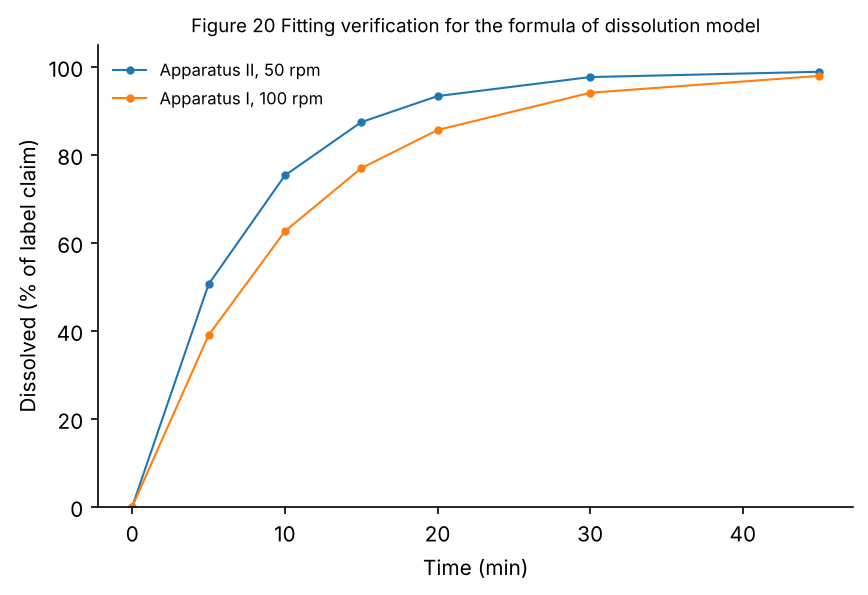 Figure 20 Fitting verification for the formula of dissolution model
Apparatus II, 50 rpm
Apparatus I, 100 rpm
Dissolved (% of label claim)
100
80
60
40
20
0
0 10 20 30 40
Time (min)